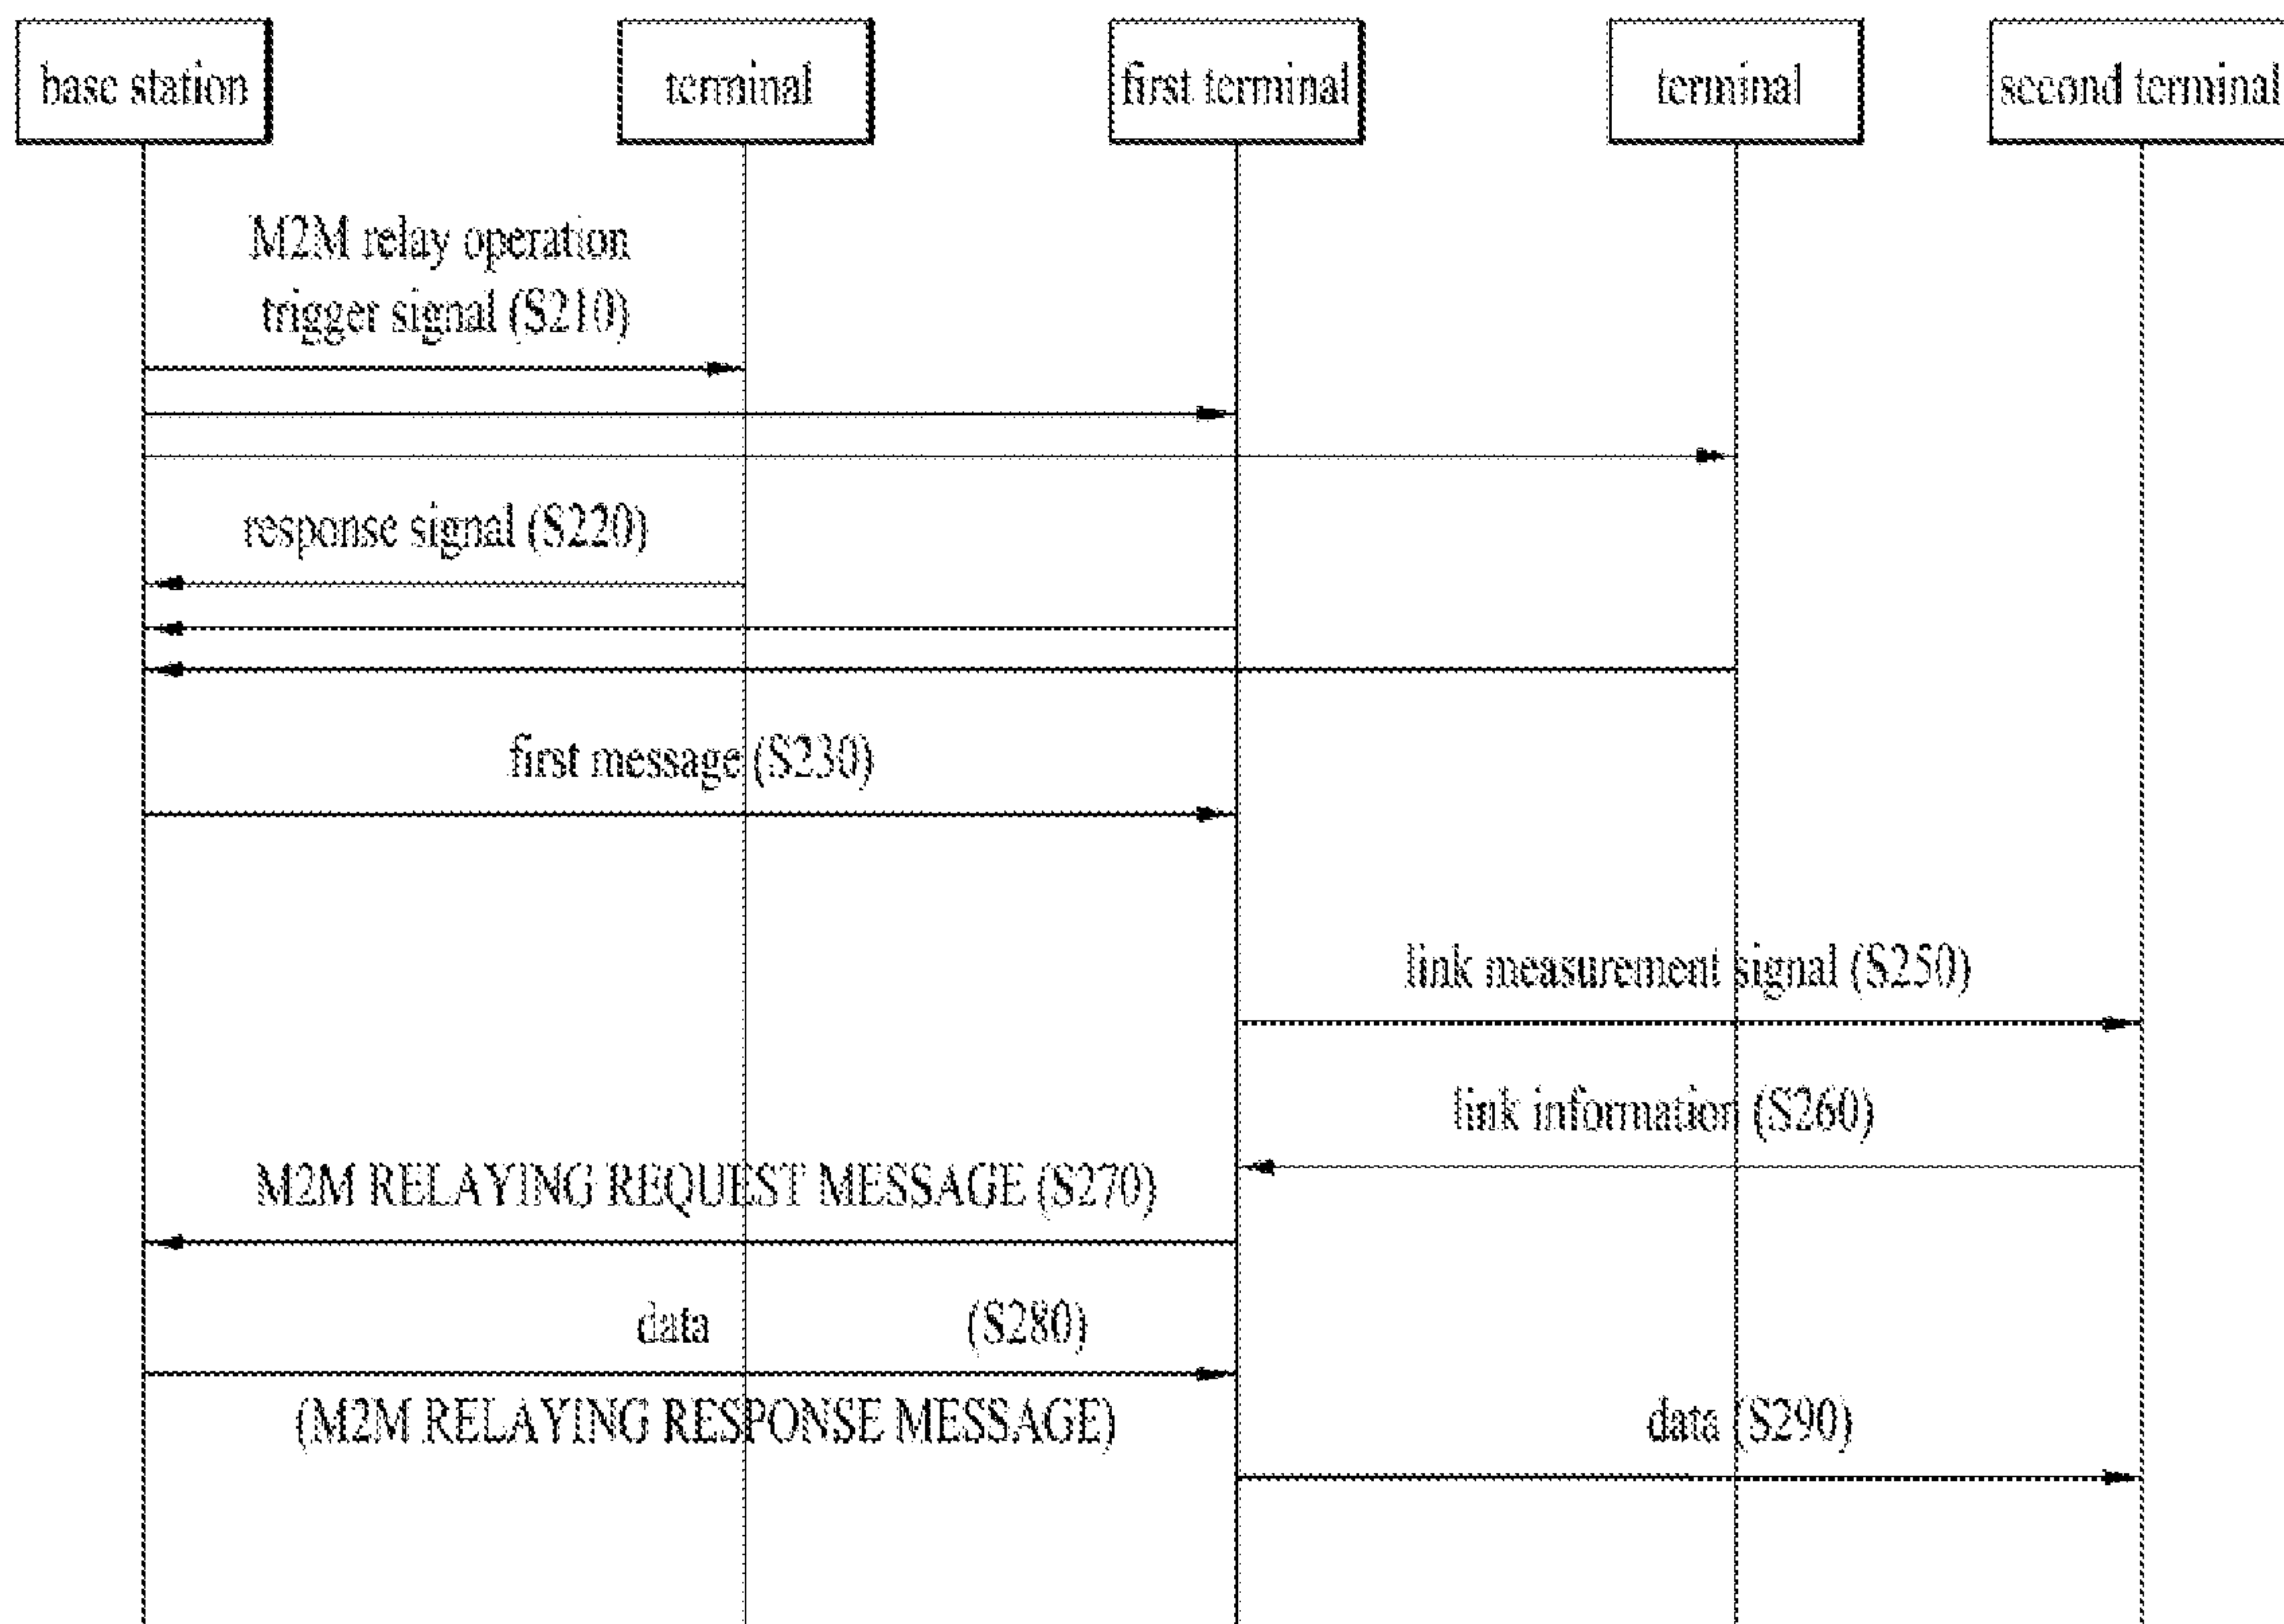 base station
terminal
first terminal
terminal
second terminal
M2M relay operation
trigger signal (S210)
response signal (S220)
first message (S230)
link measurement signal (S250)
link information (S260)
M2M RELAYING REQUEST MESSAGE (S270)
data (S280)
(M2M RELAYING RESPONSE MESSAGE)
data (S290)